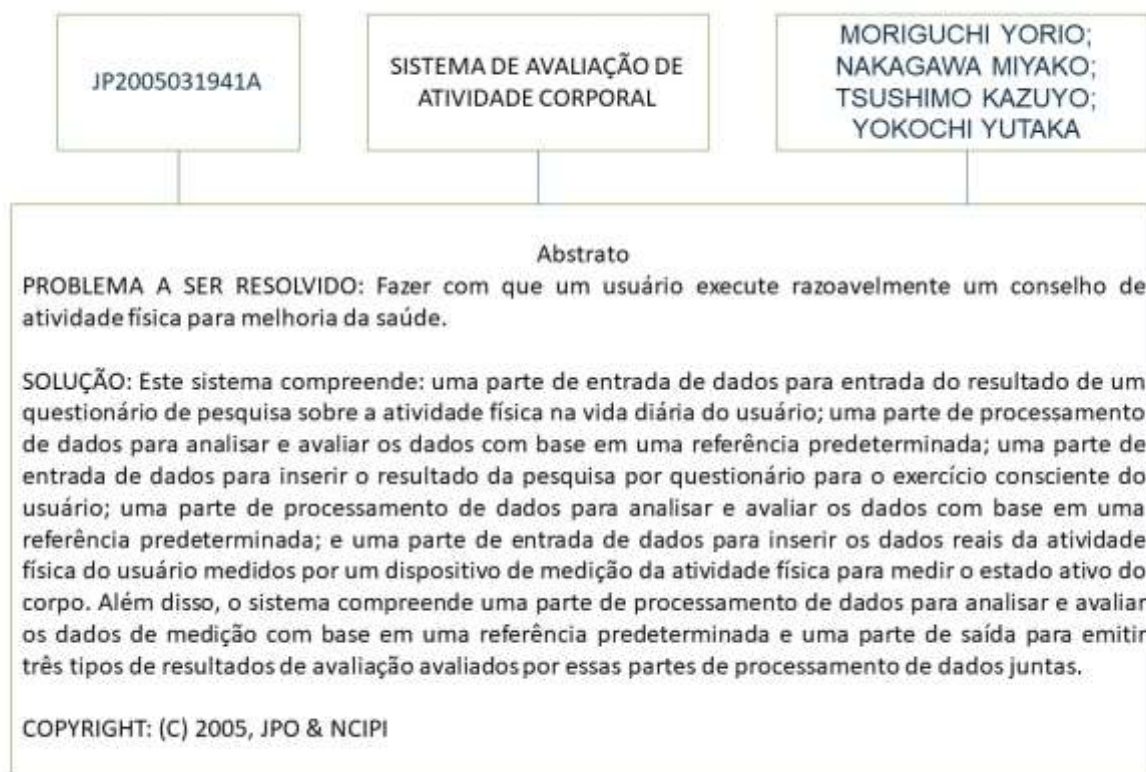 JP2005031941A
SISTEMA DE AVALIAÇÃO DE
ATIVIDADE CORPORAL
MORIGUCHI YORIO;
NAKAGAWA MIYAKO;
TSUSHIMO KAZUYO;
YOKOCHI YUTAKA
Abstrato
PROBLEMA A SER RESOLVIDO: Fazer com que um usuário execute razoavelmente um conselho de
atividade física para melhoria da saúde.
SOLUÇÃO: Este sistema compreende: uma parte de entrada de dados para entrada do resultado de um
questionário de pesquisa sobre a atividade física na vida diária do usuário; uma parte de processamento
de dados para analisar e avaliar os dados com base em uma referência predeterminada; uma parte de
entrada de dados para inserir o resultado da pesquisa por questionário para o exercício consciente do
usuário; uma parte de processamento de dados para analisar e avaliar os dados com base em uma
referência predeterminada; e uma parte de entrada de dados para inserir os dados reais da atividade
física do usuário medidos por um dispositivo de medição da atividade física para medir o estado ativo do
corpo. Além disso, o sistema compreende uma parte de processamento de dados para analisar e avaliar
os dados de medição com base em uma referência predeterminada e uma parte de saída para emitir
três tipos de resultados de avaliação avaliados por essas partes de processamento de dados juntas.
COPYRIGHT: (C) 2005, JPO & NCIPI